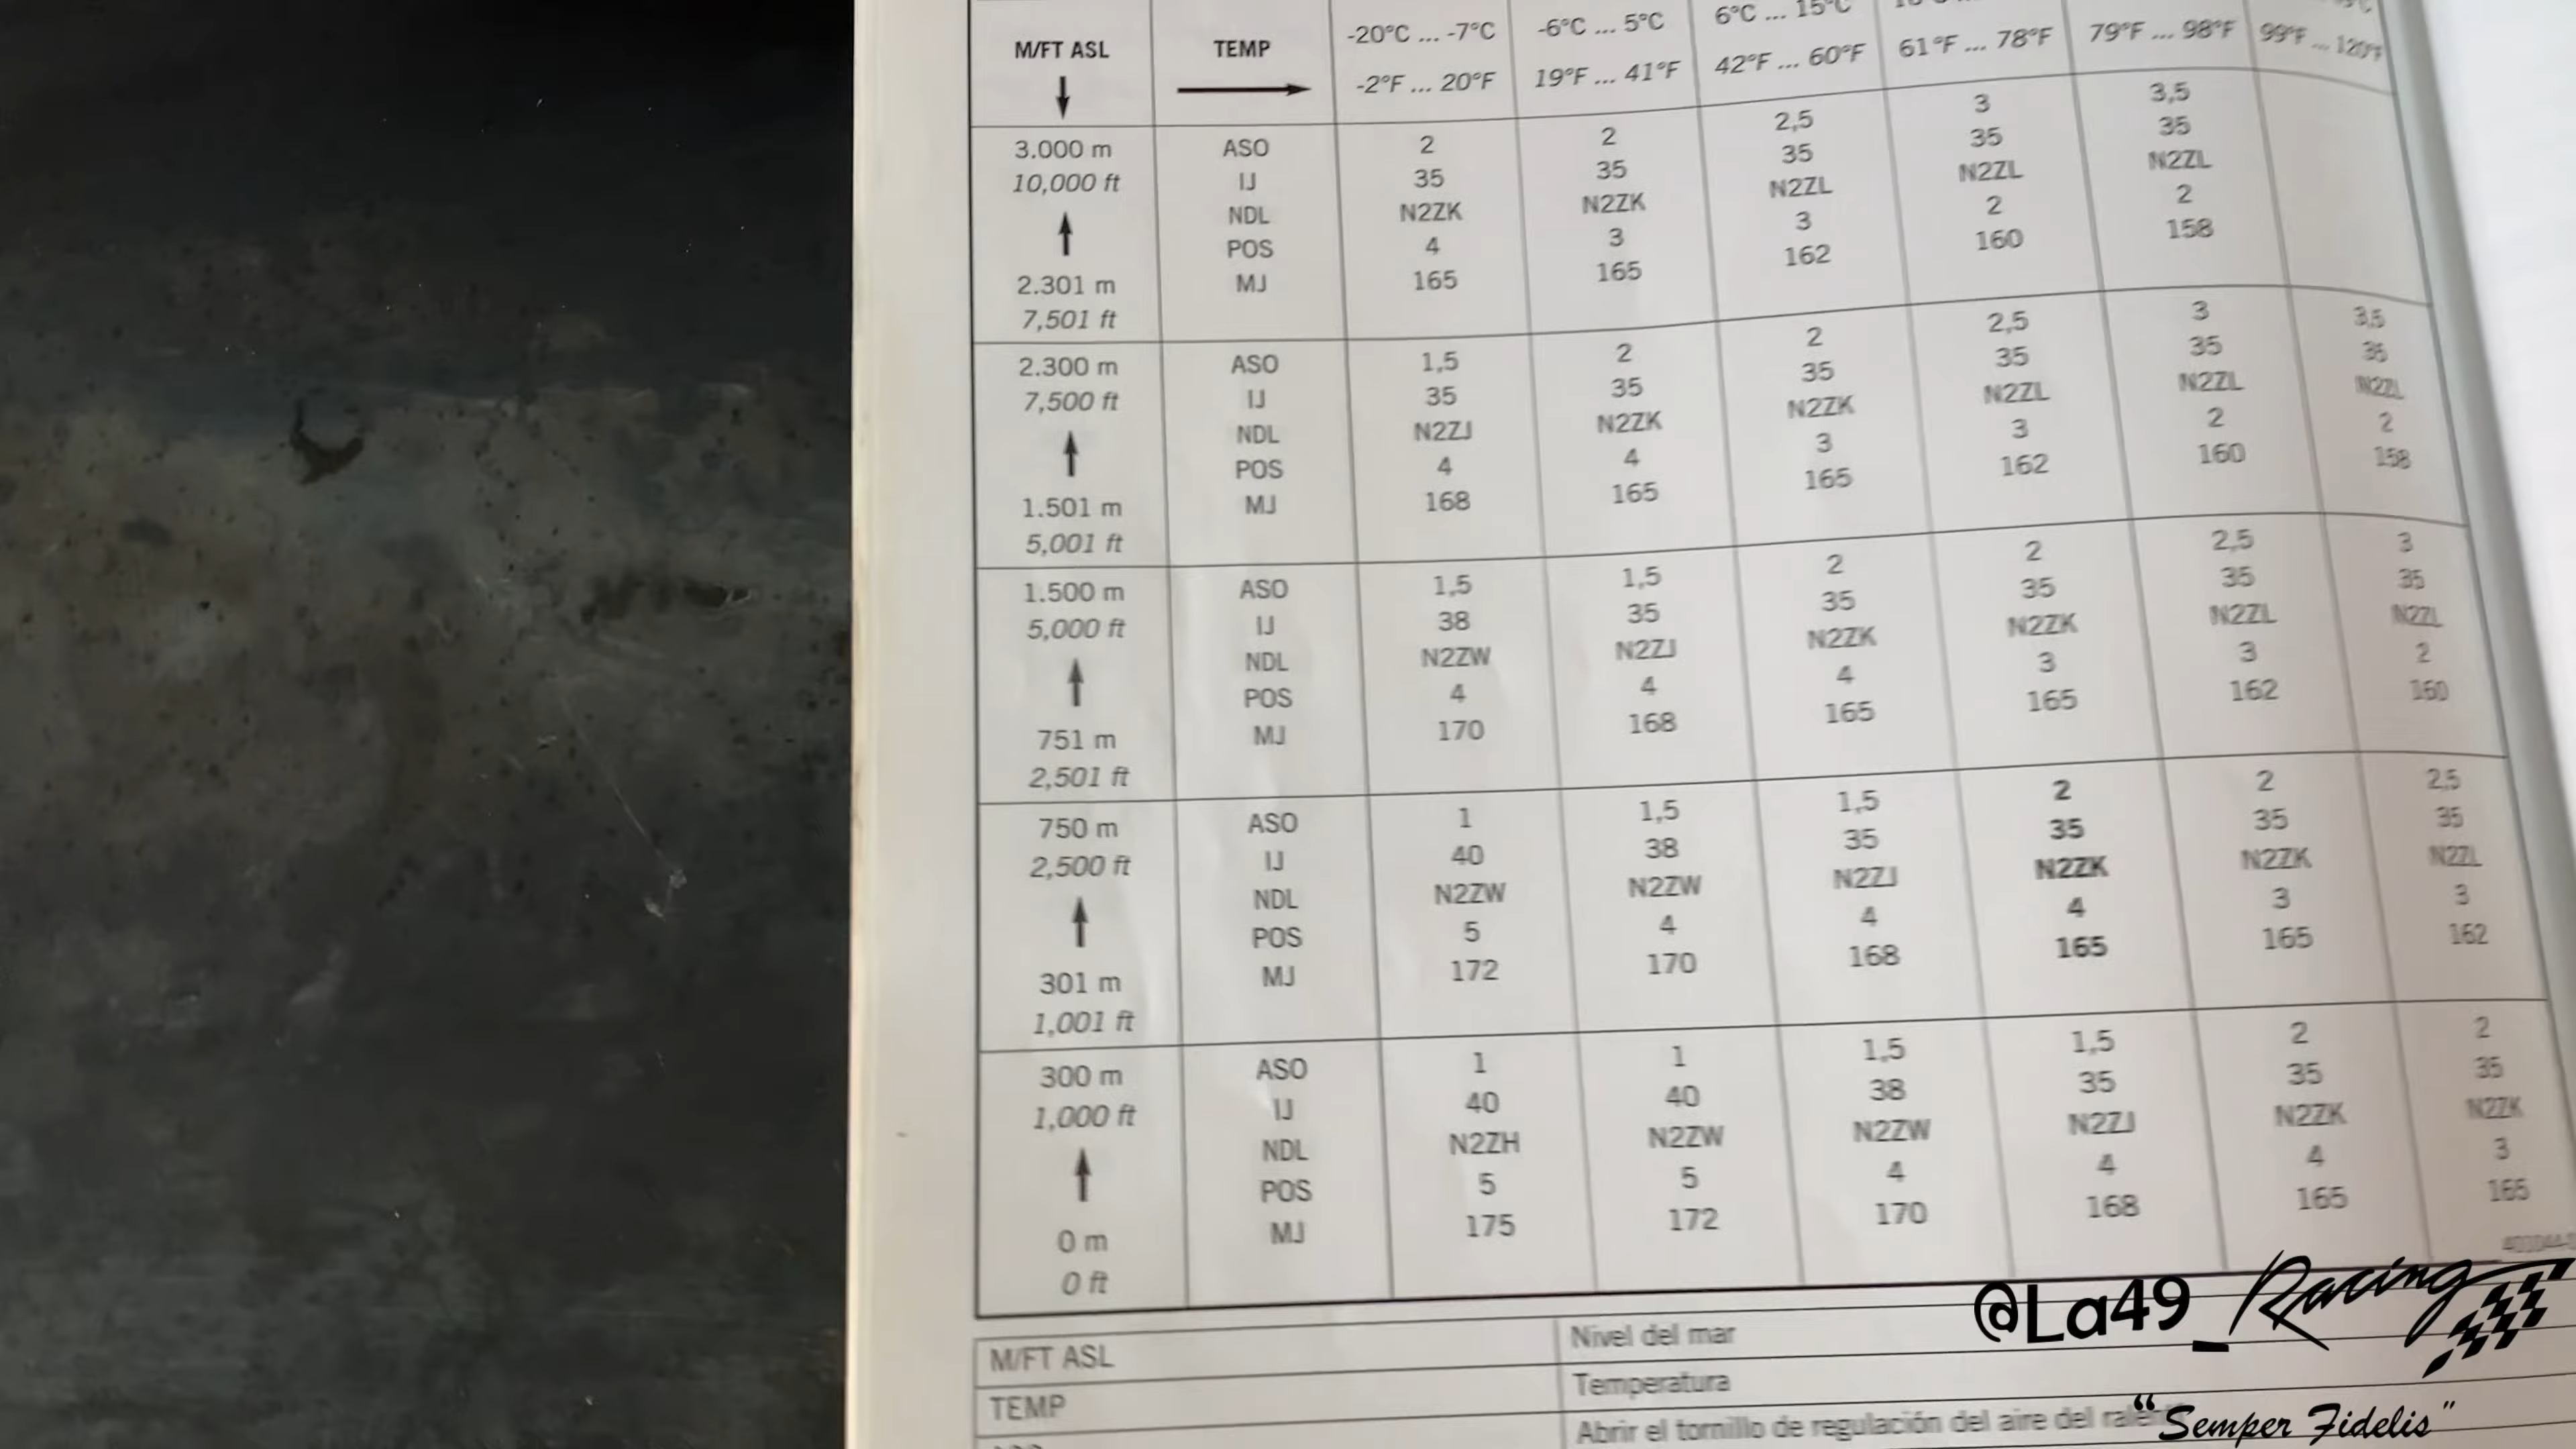 M/FT ASL TEMP -20°C ... -7°C -6°C ... 5°C 6°C ... 15°C
-2°F ... 20°F 19°F ... 41°F 42°F ... 60°F 61°F ... 78°F 79°F ... 98°F 99°F ... 120°F
3.000 m ASO 2 2 2,5 3 3,5
10,000 ft IJ 35 35 35 35 35
NDL N2ZK N2ZK N2ZL N2ZL N2ZL
POS 4 3 3 2 2
2.301 m MJ 165 165 162 160 158
7,501 ft
2.300 m ASO 1,5 2 2 2,5 3 3,5
7,500 ft IJ 35 35 35 35 35 35
NDL N2ZJ N2ZK N2ZK N2ZL N2ZL N2ZL
POS 4 4 3 3 2 2
1.501 m MJ 168 165 165 162 160 158
5,001 ft
1.500 m ASO 1,5 1,5 2 2 2,5 3
5,000 ft IJ 38 35 35 35 35 35
NDL N2ZW N2ZJ N2ZK N2ZK N2ZL N2ZL
POS 4 4 4 3 3 2
751 m MJ 170 168 165 165 162 160
2,501 ft
750 m ASO 1 1,5 1,5 2 2 2,5
2,500 ft IJ 40 38 35 35 35 35
NDL N2ZW N2ZW N2ZJ N2ZK N2ZK N2ZL
POS 5 4 4 4 3 3
301 m MJ 172 170 168 165 165 162
1,001 ft
300 m ASO 1 1 1,5 1,5 2 2
1,000 ft IJ 40 40 38 35 35 35
NDL N2ZH N2ZW N2ZW N2ZJ N2ZK N2ZK
POS 5 5 4 4 4 3
0 m MJ 175 172 170 168 165 165
0 ft
@La49_Racing
M/FT ASL Nivel del mar
TEMP Temperatura
Abrir el tornillo de regulación del aire del
"Semper Fidelis"